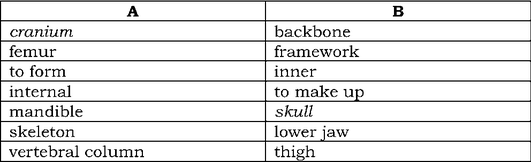 A B
cranium backbone
femur framework
to form inner
internal to make up
mandible skull
skeleton lower jaw
vertebral column thigh